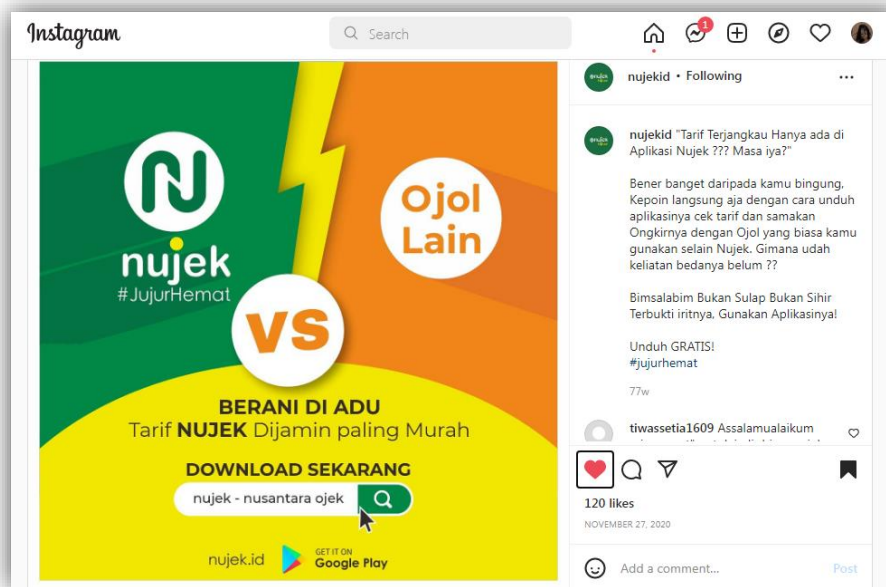 Instagram
Search
1
nujek
#JujurHemat
Ojol
Lain
VS
BERANI DI ADU
Tarif NUJEK Dijamin paling Murah
DOWNLOAD SEKARANG
nujek - nusantara ojek
nujek.id
GET IT ON
Google Play
nujekid • Following
nujekid "Tarif Terjangkau Hanya ada di
Aplikasi Nujek ??? Masa iya?"
Bener banget daripada kamu bingung,
Kepoin langsung aja dengan cara unduh
aplikasinya cek tarif dan samakan
Ongkirnya dengan Ojol yang biasa kamu
gunakan selain Nujek. Gimana udah
keliatan bedanya belum ??
Bimsalabim Bukan Sulap Bukan Sihir
Terbukti iritnya, Gunakan Aplikasinya!
Unduh GRATIS!
#jujurhemat
77w
tiwassetia1609 Assalamualaikum
120 likes
NOVEMBER 27, 2020
Add a comment...
Post